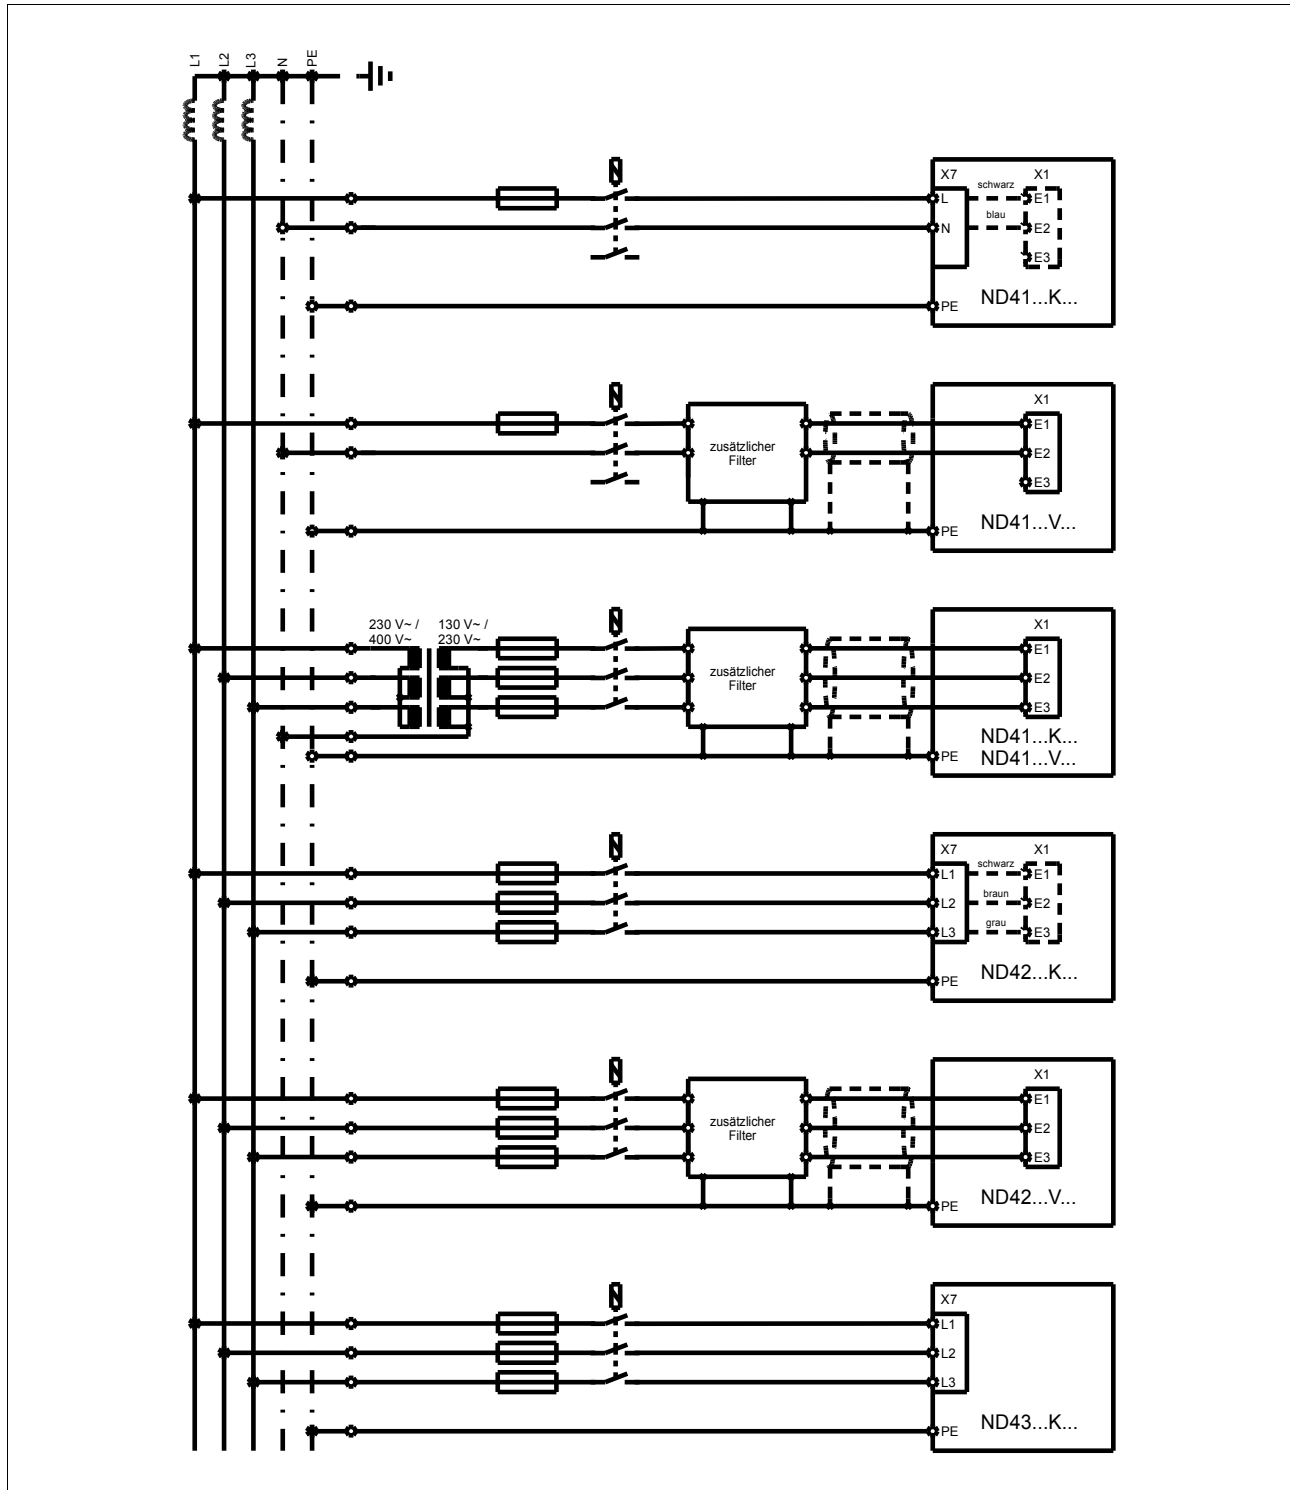 L1 L2 L3 N PE
X7 X1
L schwarz E1
N blau E2
E3
ND41...K...
PE
X1
E1
zusätzlicher
Filter
E2
E3
ND41...V...
PE
230 V~ / 130 V~ /
400 V~ 230 V~
X1
E1
zusätzlicher
Filter
E2
E3
ND41...K...
ND41...V...
PE
X7 X1
L1 schwarz E1
L2 braun E2
L3 grau E3
ND42...K...
PE
X1
E1
zusätzlicher
Filter
E2
E3
ND42...V...
PE
X7
L1
L2
L3
ND43...K...
PE